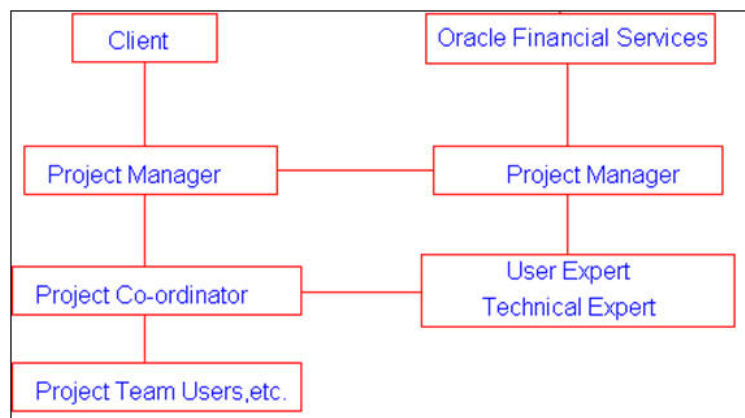 Client
Oracle Financial Services
Project Manager
Project Manager
Project Co-ordinator
User Expert
Technical Expert
Project Team Users,etc.